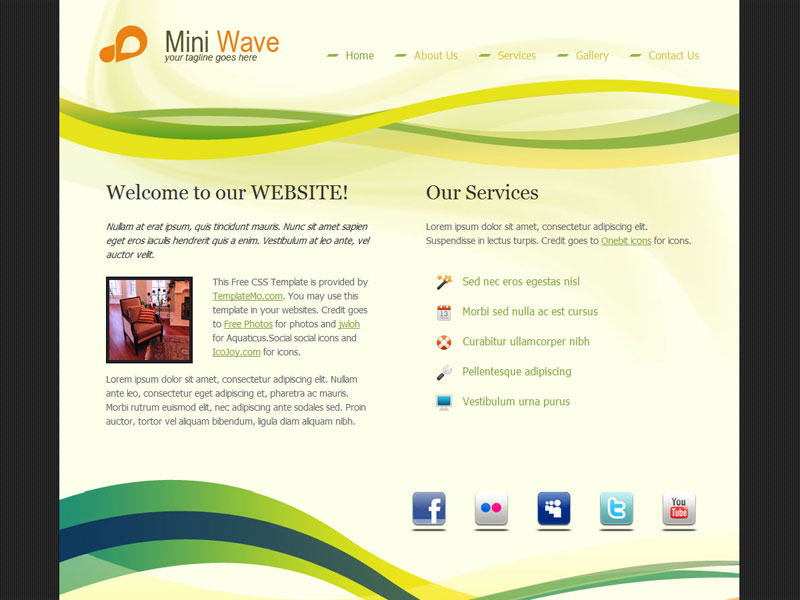 Mini Wave
your tagline goes here
Home
About Us
Services
Gallery
Contact Us
Welcome to our WEBSITE!
Nullam at erat ipsum, quis tincidunt mauris. Nunc sit amet sapien
eget eros iaculis hendrerit quis a enim. Vestibulum at leo ante, vel
auctor velit.
This Free CSS Template is provided by
TemplateMo.com. You may use this
template in your websites. Credit goes
to Free Photos for photos and jwloh
for Aquaticus.Social social icons and
IcoJoy.com for icons.
Lorem ipsum dolor sit amet, consectetur adipiscing elit. Nullam
ante leo, consectetur eget adipiscing et, pharetra ac mauris.
Morbi rutrum euismod elit, nec adipiscing ante sodales sed. Proin
auctor, tortor vel aliquam bibendum, ligula diam aliquam nibh.
Our Services
Lorem ipsum dolor sit amet, consectetur adipiscing elit.
Suspendisse in lectus turpis. Credit goes to Onebit icons for icons.
Sed nec eros egestas nisl
13
Morbi sed nulla ac est cursus
Curabitur ullamcorper nibh
Pellentesque adipiscing
Vestibulum urna purus
f
t
You
Tube